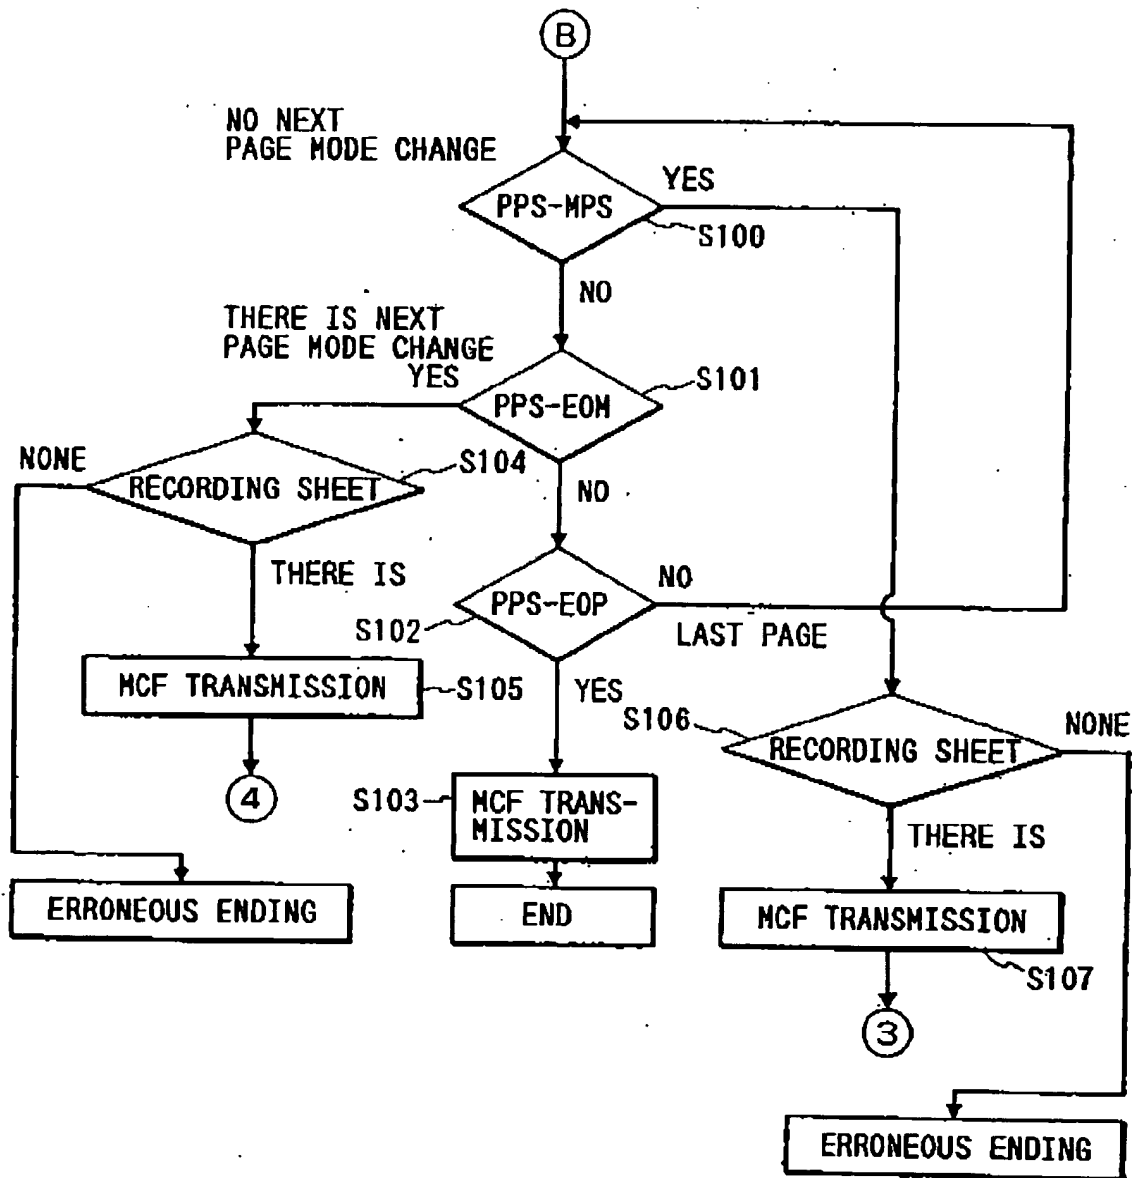 B
NO NEXT
PAGE MODE CHANGE
PPS-MPS
YES
S100
NO
THERE IS NEXT
PAGE MODE CHANGE
YES
PPS-EOM
S101
NONE
RECORDING SHEET
S104
NO
THERE IS
PPS-EOP
NO
S102
LAST PAGE
MCF TRANSMISSION
S105
YES
S106
RECORDING SHEET
NONE
4
S103
MCF TRANS-
MISSION
THERE IS
ERRONEOUS ENDING
END
MCF TRANSMISSION
S107
3
ERRONEOUS ENDING